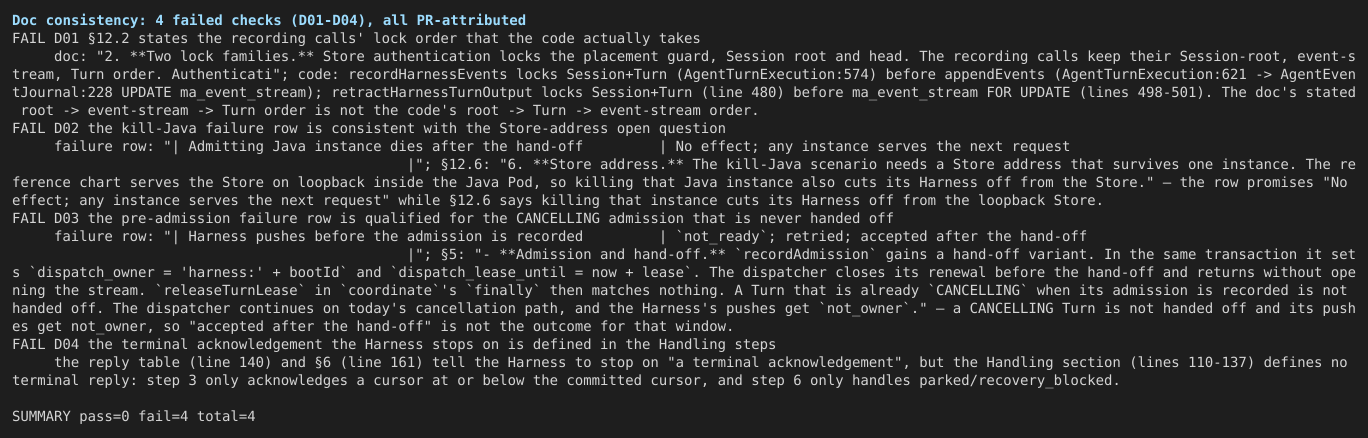 Doc consistency: 4 failed checks (D01-D04), all PR-attributed
FAIL D01 §12.2 states the recording calls' lock order that the code actually takes
doc: "2. **Two lock families.** Store authentication locks the placement guard, Session root and head. The recording calls keep their Session-root, event-s
tream, Turn order. Authenticati"; code: recordHarnessEvents locks Session+Turn (AgentTurnExecution:574) before appendEvents (AgentTurnExecution:621 -> AgentEven
tJournal:228 UPDATE ma_event_stream); retractHarnessTurnOutput locks Session+Turn (line 480) before ma_event_stream FOR UPDATE (lines 498-501). The doc's stated
root -> event-stream -> Turn order is not the code's root -> Turn -> event-stream order.
FAIL D02 the kill-Java failure row is consistent with the Store-address open question
failure row: "| Admitting Java instance dies after the hand-off | No effect; any instance serves the next request
|"; §12.6: "6. **Store address.** The kill-Java scenario needs a Store address that survives one instance. The re
ference chart serves the Store on loopback inside the Java Pod, so killing that Java instance also cuts its Harness off from the Store." — the row promises "No
effect; any instance serves the next request" while §12.6 says killing that instance cuts its Harness off from the loopback Store.
FAIL D03 the pre-admission failure row is qualified for the CANCELLING admission that is never handed off
failure row: "| Harness pushes before the admission is recorded | `not_ready`; retried; accepted after the hand-off
|"; §5: "- **Admission and hand-off.** `recordAdmission` gains a hand-off variant. In the same transaction it set
s `dispatch_owner = 'harness:' + bootId` and `dispatch_lease_until = now + lease`. The dispatcher closes its renewal before the hand-off and returns without ope
ning the stream. `releaseTurnLease` in `coordinate`'s `finally` then matches nothing. A Turn that is already `CANCELLING` when its admission is recorded is not
handed off. The dispatcher continues on today's cancellation path, and the Harness's pushes get `not_owner`." — a CANCELLING Turn is not handed off and its push
es get not_owner, so "accepted after the hand-off" is not the outcome for that window.
FAIL D04 the terminal acknowledgement the Harness stops on is defined in the Handling steps
the reply table (line 140) and §6 (line 161) tell the Harness to stop on "a terminal acknowledgement", but the Handling section (lines 110-137) defines no
terminal reply: step 3 only acknowledges a cursor at or below the committed cursor, and step 6 only handles parked/recovery_blocked.
SUMMARY pass=0 fail=4 total=4